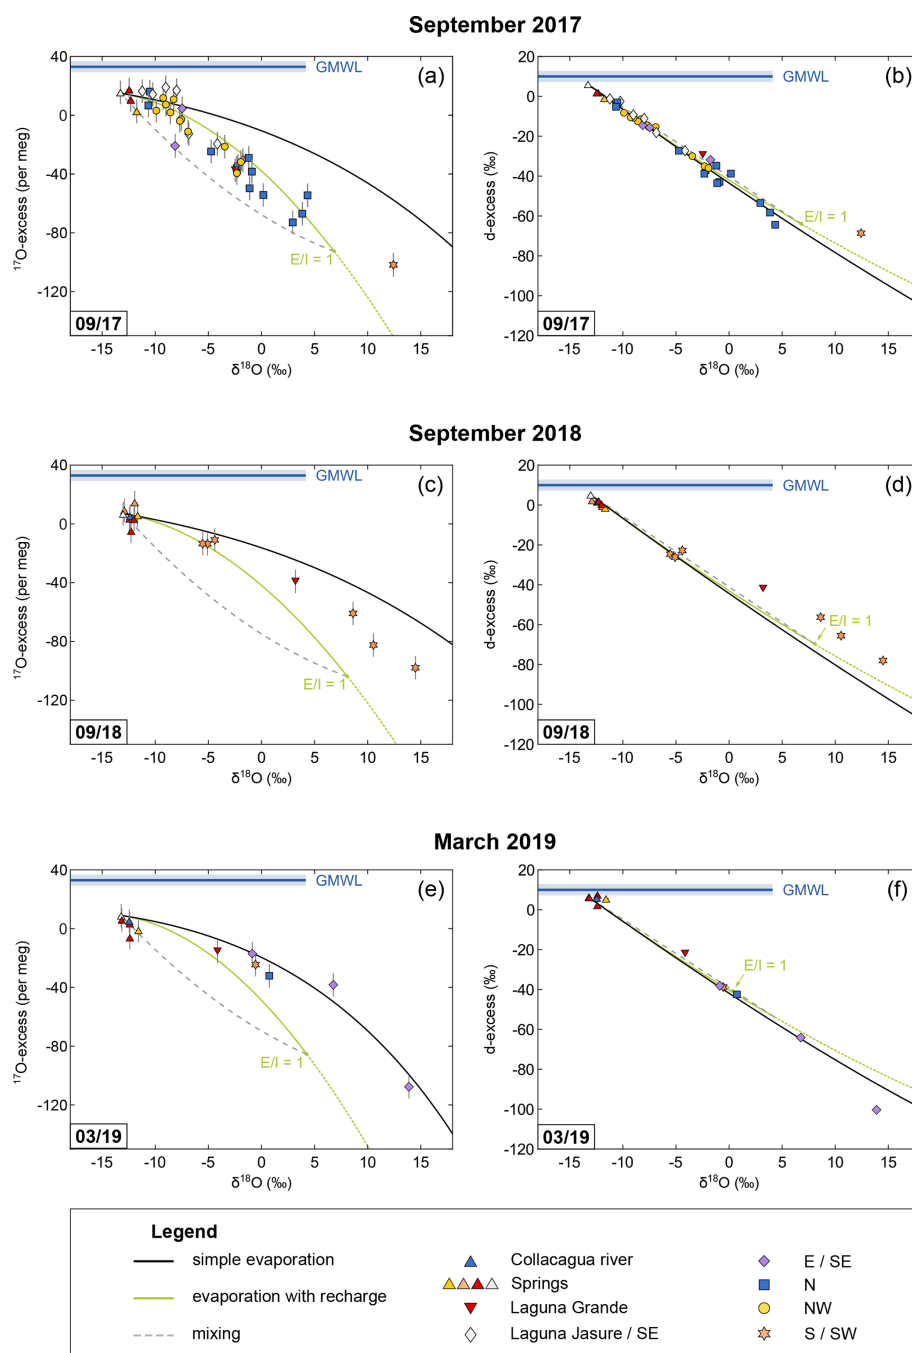 September 2017
40
0
-40
-80
-120
¹⁷O-excess (per meg)
GMWL
(a)
E/I = 1
09/17
-15 -10 -5 0 5 10 15
δ¹⁸O (‰)
20
0
-20
-40
-60
-80
-100
-120
d-excess (‰)
GMWL
(b)
E/I = 1
09/17
-15 -10 -5 0 5 10 15
δ¹⁸O (‰)
September 2018
40
0
-40
-80
-120
¹⁷O-excess (per meg)
GMWL
(c)
E/I = 1
09/18
-15 -10 -5 0 5 10 15
δ¹⁸O (‰)
20
0
-20
-40
-60
-80
-100
-120
d-excess (‰)
GMWL
(d)
E/I = 1
09/18
-15 -10 -5 0 5 10 15
δ¹⁸O (‰)
March 2019
40
0
-40
-80
-120
¹⁷O-excess (per meg)
GMWL
(e)
E/I = 1
03/19
-15 -10 -5 0 5 10 15
δ¹⁸O (‰)
20
0
-20
-40
-60
-80
-100
-120
d-excess (‰)
GMWL
(f)
E/I = 1
03/19
-15 -10 -5 0 5 10 15
δ¹⁸O (‰)
Legend
simple evaporation
evaporation with recharge
mixing
Collacagua river
Springs
Laguna Grande
Laguna Jasure / SE
E / SE
N
NW
S / SW